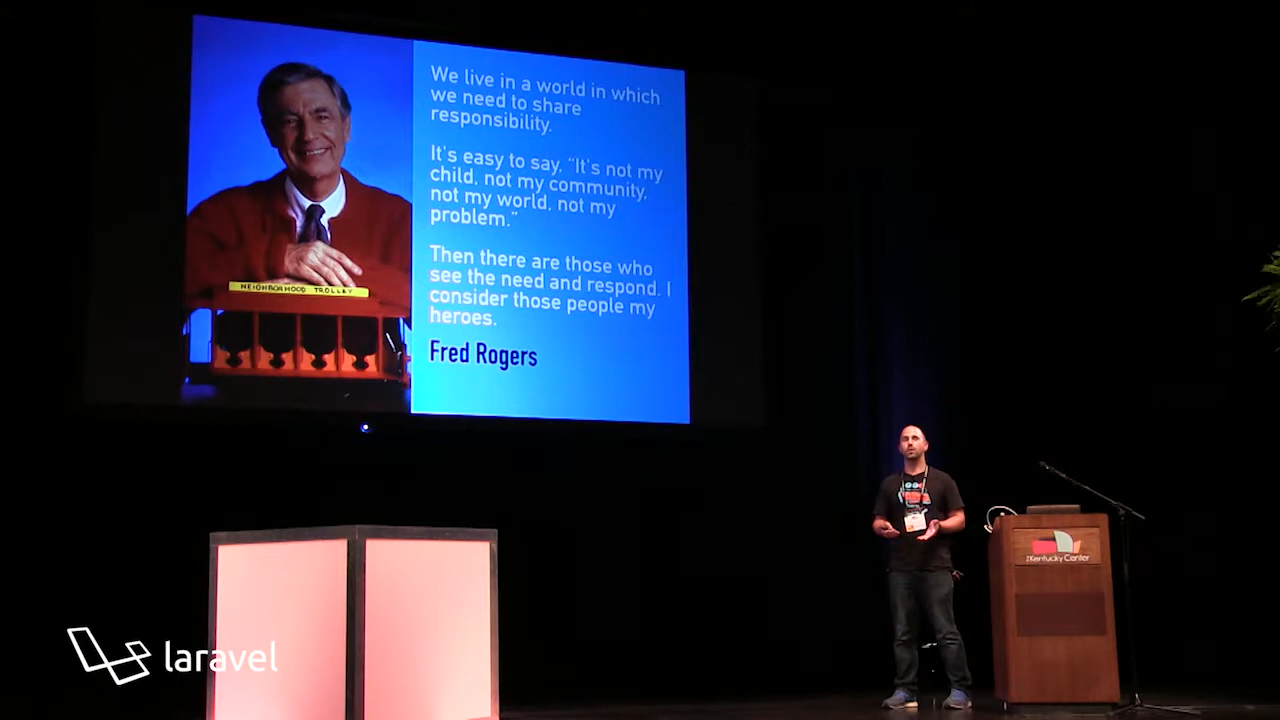 We live in a world in which
we need to share
responsibility.
It's easy to say, “It's not my
child, not my community,
not my world, not my
problem.”
Then there are those who
see the need and respond. I
consider those people my
heroes.
Fred Rogers
NEIGHBORHOOD TROLLEY
THE Kentucky Center
laravel